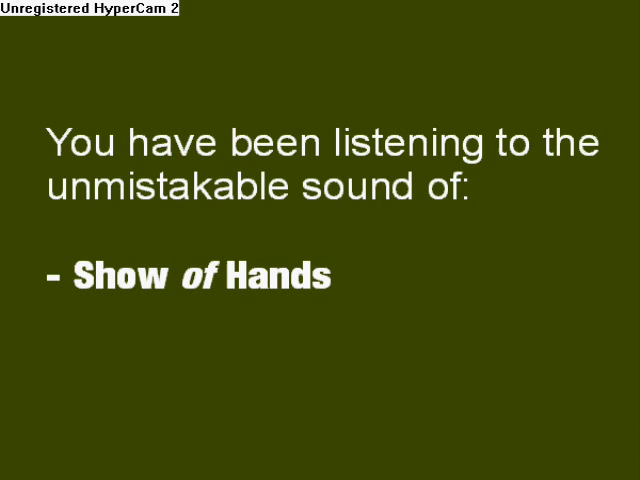 Unregistered HyperCam 2
You have been listening to the
unmistakable sound of:
- Show of Hands